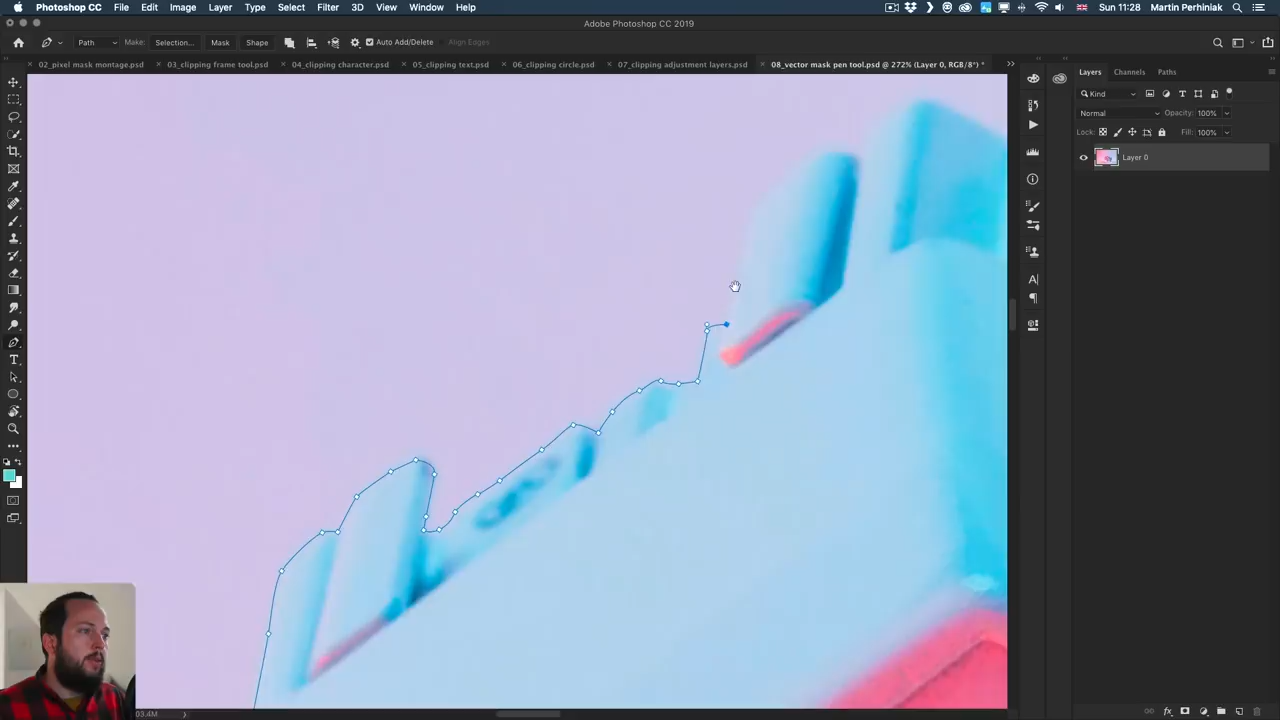 Photoshop CC File Edit Image Layer Type Select Filter 3D View Window Help Sun 11:28 Martin Perhiniak
Adobe Photoshop CC 2019
Path Make: Selection... Mask Shape Auto Add/Delete Align Edges
02_pixel mask montage.psd 03_clipping frame tool.psd 04_clipping character.psd 05_clipping text.psd 06_clipping circle.psd 07_clipping adjustment layers.psd 08_vector mask pen tool.psd @ 272% (Layer 0, RGB/8*) *
Layers Channels Paths
Kind
Normal Opacity: 100%
Lock: Fill: 100%
Layer 0
03.4M